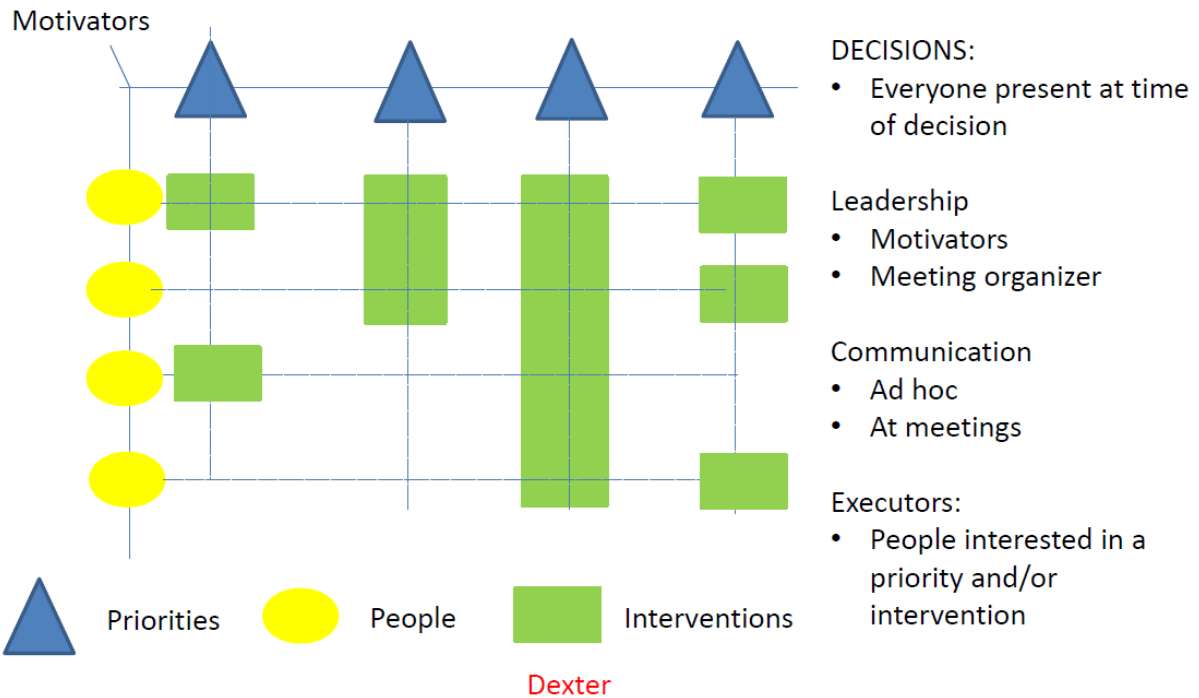 Motivators
DECISIONS:
• Everyone present at time
of decision
Leadership
• Motivators
• Meeting organizer
Communication
• Ad hoc
• At meetings
Executors:
• People interested in a
priority and/or
intervention
Priorities
People
Interventions
Dexter